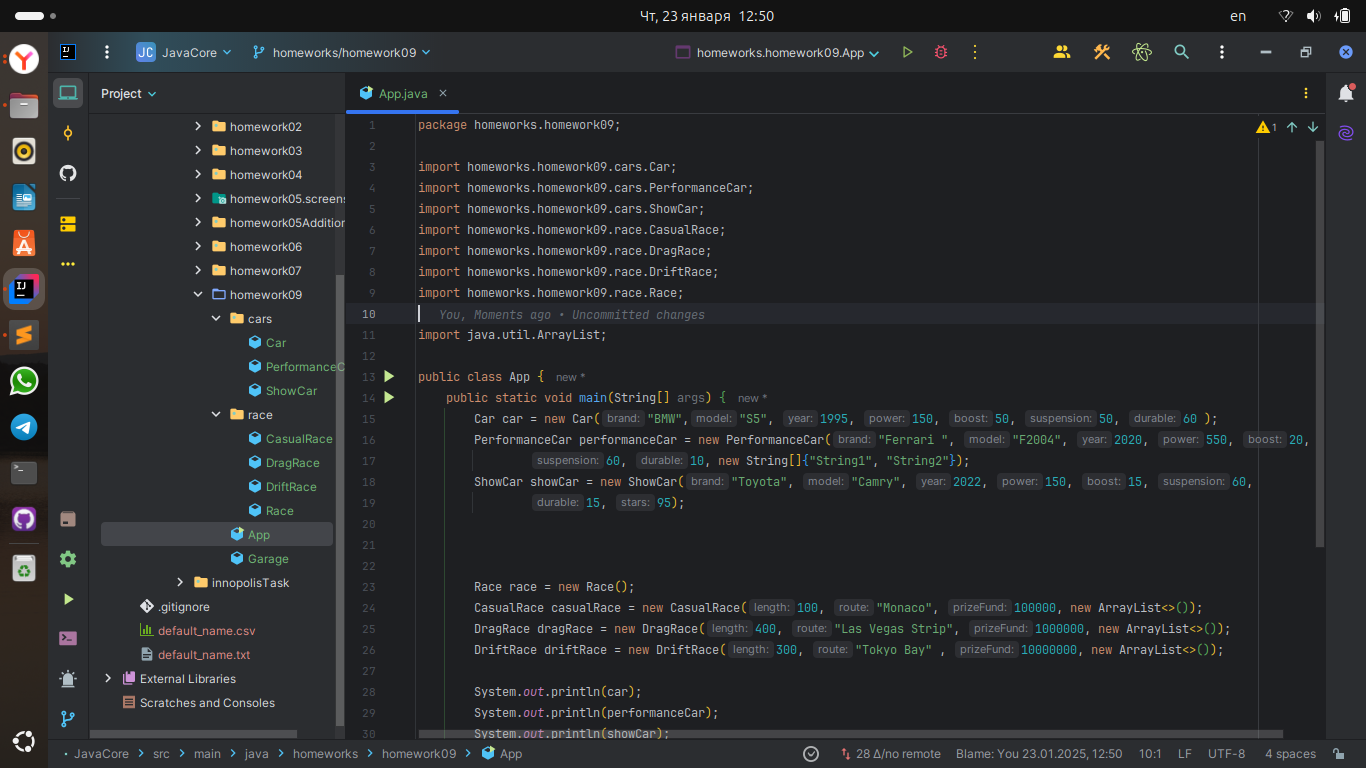 Чт, 23 января 12:50
en
JC JavaCore
homeworks/homework09
homeworks.homework09.App
Project
App.java
homework02
homework03
homework04
homework05.screens
homework05Addition
homework06
homework07
homework09
cars
Car
PerformanceC
ShowCar
race
CasualRace
DragRace
DriftRace
Race
App
Garage
innopolisTask
.gitignore
default_name.csv
default_name.txt
External Libraries
Scratches and Consoles
1
1 package homeworks.homework09;
2
3 import homeworks.homework09.cars.Car;
4 import homeworks.homework09.cars.PerformanceCar;
5 import homeworks.homework09.cars.ShowCar;
6 import homeworks.homework09.race.CasualRace;
7 import homeworks.homework09.race.DragRace;
8 import homeworks.homework09.race.DriftRace;
9 import homeworks.homework09.race.Race;
10 You, Moments ago • Uncommitted changes
11 import java.util.ArrayList;
12
13 public class App { new *
14 public static void main(String[] args) { new *
15 Car car = new Car( brand: "BMW", model: "S5", year: 1995, power: 150, boost: 50, suspension: 50, durable: 60 );
16 PerformanceCar performanceCar = new PerformanceCar( brand: "Ferrari ", model: "F2004", year: 2020, power: 550, boost: 20,
17 suspension: 60, durable: 10, new String[]{"String1", "String2"});
18 ShowCar showCar = new ShowCar( brand: "Toyota", model: "Camry", year: 2022, power: 150, boost: 15, suspension: 60,
19 durable: 15, stars: 95);
20
21
22
23 Race race = new Race();
24 CasualRace casualRace = new CasualRace( length: 100, route: "Monaco", prizeFund: 100000, new ArrayList<>());
25 DragRace dragRace = new DragRace( length: 400, route: "Las Vegas Strip", prizeFund: 1000000, new ArrayList<>());
26 DriftRace driftRace = new DriftRace( length: 300, route: "Tokyo Bay" , prizeFund: 10000000, new ArrayList<>());
27
28 System.out.println(car);
29 System.out.println(performanceCar);
30 System.out.println(showCar);
JavaCore > src > main > java > homeworks > homework09 > App
28 Δ/no remote
Blame: You 23.01.2025, 12:50
10:1
LF
UTF-8
4 spaces